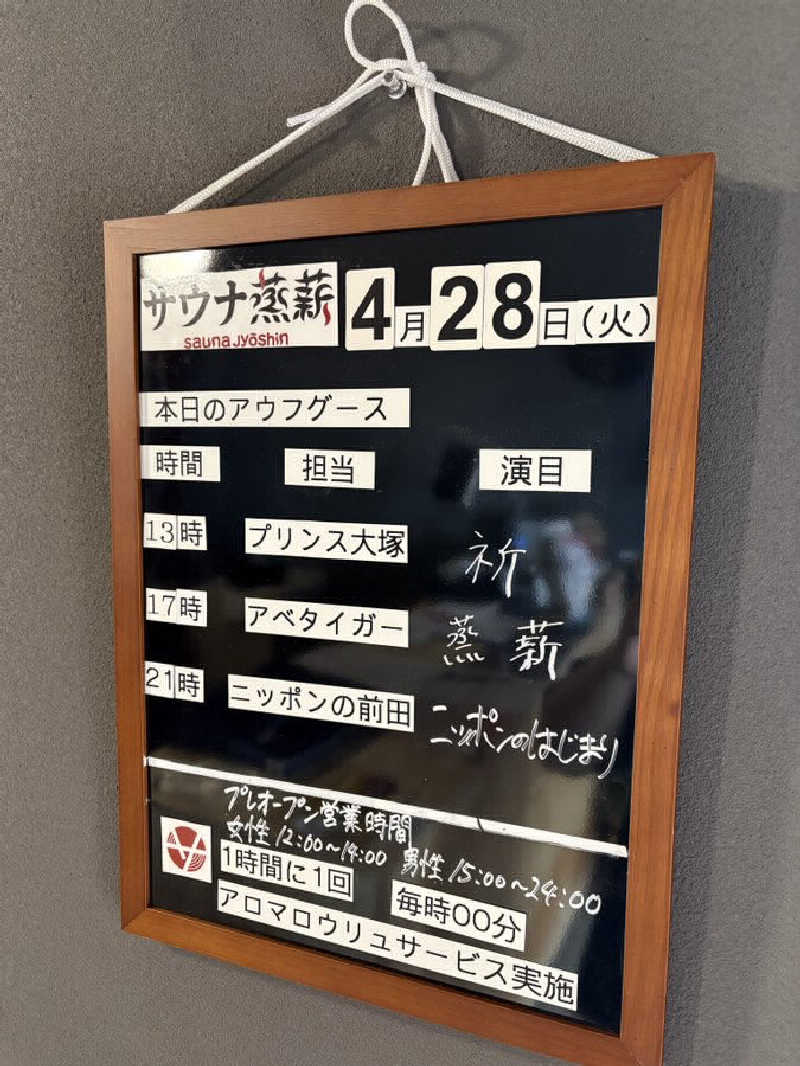 サウナ蒸薪 4月28日(火)
sauna Jyōshin
本日のアウフグース
時間 担当 演目
13時 プリンス大塚 祈
17時 アベタイガー 蒸薪
21時 ニッポンの前田 ニッポンのはじまり
プレオープン営業時間
女性 12:00〜14:00 男性 15:00〜24:00
1時間に1回 毎時00分
アロマロウリュサービス実施